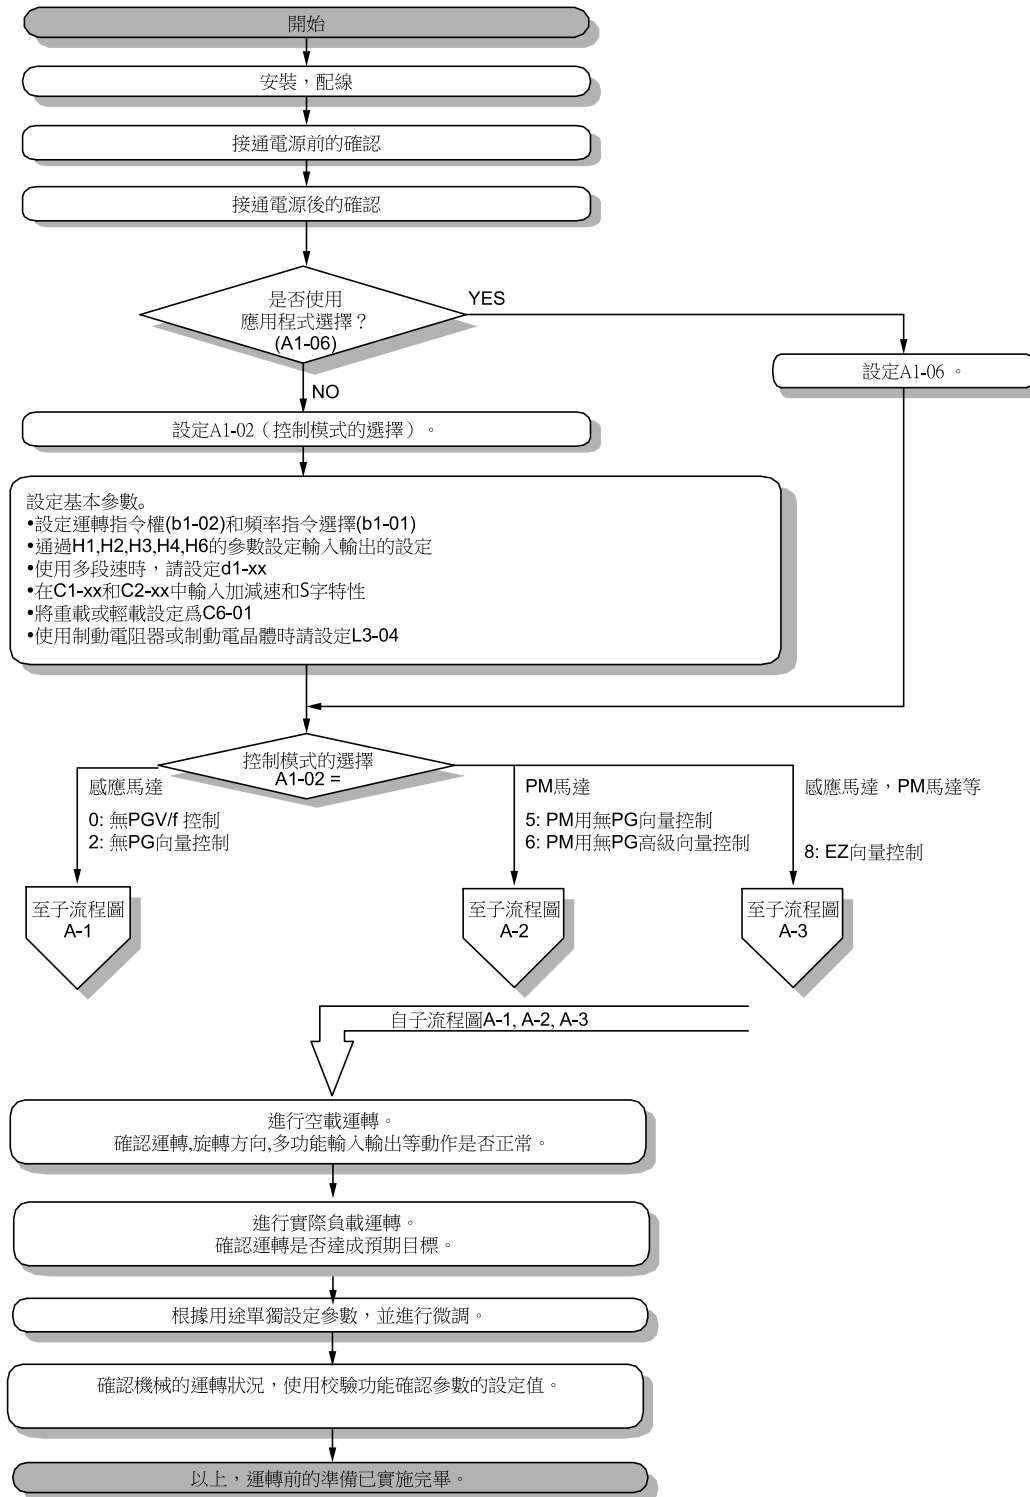 開始
安裝，配線
接通電源前的確認
接通電源後的確認
是否使用
應用程式選擇？
(A1-06)
YES
設定A1-06 。
NO
設定A1-02（控制模式的選擇）。
設定基本參數。
•設定運轉指令權(b1-02)和頻率指令選擇(b1-01)
•通過H1,H2,H3,H4,H6的參數設定輸入輸出的設定
•使用多段速時，請設定d1-xx
•在C1-xx和C2-xx中輸入加減速和S字特性
•將重載或輕載設定爲C6-01
•使用制動電阻器或制動電晶體時請設定L3-04
控制模式的選擇
A1-02 =
感應馬達
0: 無PGV/f 控制
2: 無PG向量控制
至子流程圖
A-1
PM馬達
5: PM用無PG向量控制
6: PM用無PG高級向量控制
至子流程圖
A-2
感應馬達，PM馬達等
8: EZ向量控制
至子流程圖
A-3
自子流程圖A-1, A-2, A-3
進行空載運轉。
確認運轉,旋轉方向,多功能輸入輸出等動作是否正常。
進行實際負載運轉。
確認運轉是否達成預期目標。
根據用途單獨設定參數，並進行微調。
確認機械的運轉狀況，使用校驗功能確認參數的設定值。
以上，運轉前的準備已實施完畢。